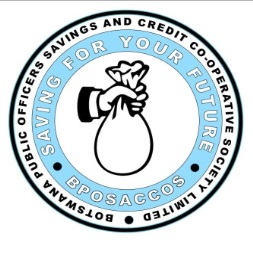 BOTSWANA PUBLIC OFFICERS SAVINGS AND CREDIT CO-OPERATIVE SOCIETY LIMITED
SAVING FOR YOUR FUTURE
BPOSACCOS